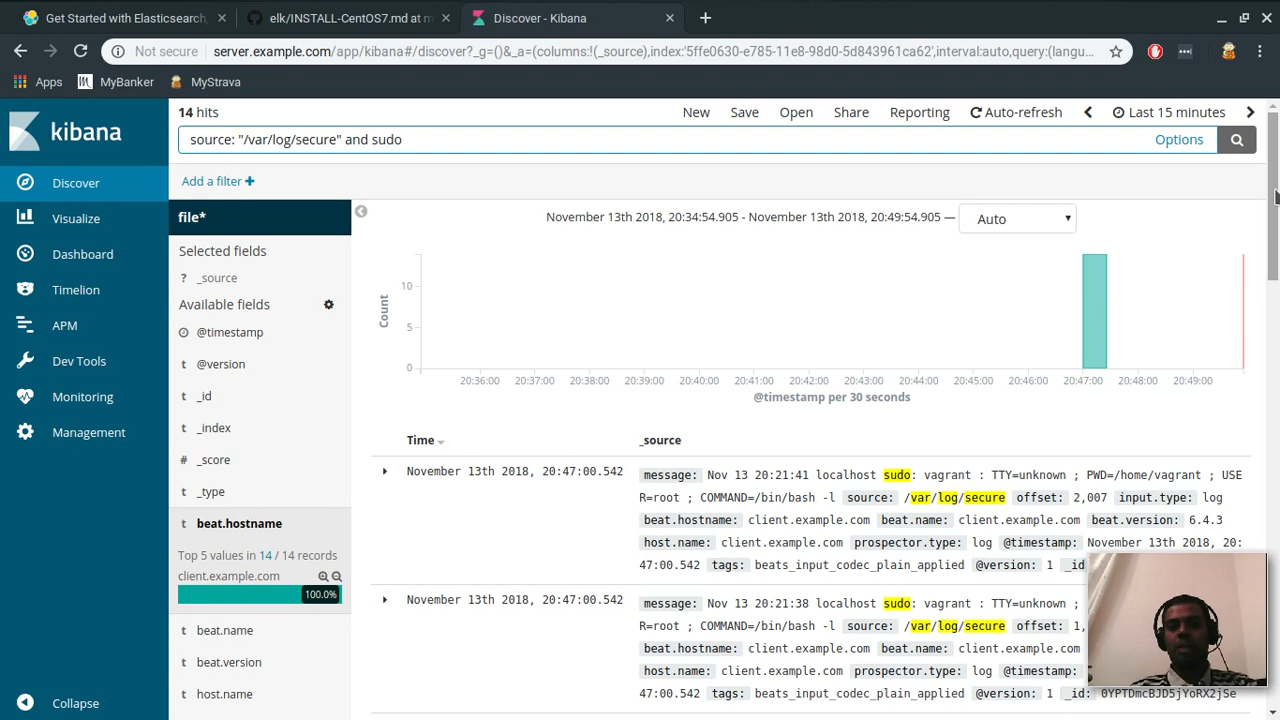 Get Started with Elasticsearch,
elk/INSTALL-CentOS7.md at m
Discover - Kibana
Not secure
server.example.com/app/kibana#/discover?_g=()&_a=(columns:!(_source),index:'5ffe0630-e785-11e8-98d0-5d843961ca62',interval:auto,query:(langu...
Apps
MyBanker
MyStrava
kibana
Discover
Visualize
Dashboard
Timelion
APM
Dev Tools
Monitoring
Management
Collapse
14 hits
New Save Open Share Reporting Auto-refresh Last 15 minutes
source: "/var/log/secure" and sudo
Options
Add a filter +
file*
Selected fields
? _source
Available fields
@timestamp
t @version
t _id
t _index
# _score
t _type
t beat.hostname
Top 5 values in 14 / 14 records
client.example.com
100.0%
t beat.name
t beat.version
t host.name
November 13th 2018, 20:34:54.905 - November 13th 2018, 20:49:54.905 —
Auto
Count
10
5
0
20:36:00 20:37:00 20:38:00 20:39:00 20:40:00 20:41:00 20:42:00 20:43:00 20:44:00 20:45:00 20:46:00 20:47:00 20:48:00 20:49:00
@timestamp per 30 seconds
Time _source
November 13th 2018, 20:47:00.542
message: Nov 13 20:21:41 localhost sudo: vagrant : TTY=unknown ; PWD=/home/vagrant ; USE
R=root ; COMMAND=/bin/bash -l source: /var/log/secure offset: 2,007 input.type: log
beat.hostname: client.example.com beat.name: client.example.com beat.version: 6.4.3
host.name: client.example.com prospector.type: log @timestamp: November 13th 2018, 20:
47:00.542 tags: beats_input_codec_plain_applied @version: 1 _id:
November 13th 2018, 20:47:00.542
message: Nov 13 20:21:38 localhost sudo: vagrant : TTY=unknown ;
R=root ; COMMAND=/bin/bash -l source: /var/log/secure offset: 1,
beat.hostname: client.example.com beat.name: client.example.com
host.name: client.example.com prospector.type: log @timestamp:
47:00.542 tags: beats_input_codec_plain_applied @version: 1 _id: 0YPTDmcBJD5jYoRX2jSe